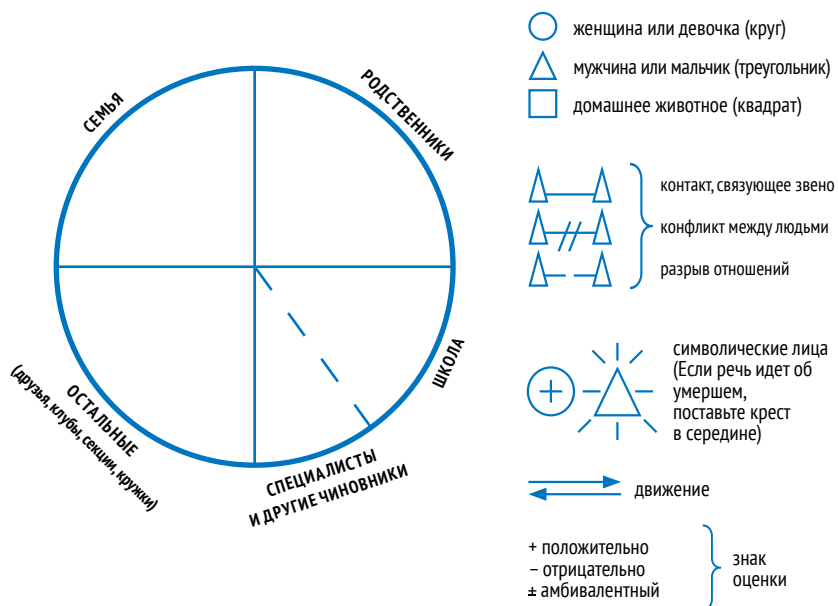 СЕМЬЯ
РОДСТВЕННИКИ
ШКОЛА
СПЕЦИАЛИСТЫ
И ДРУГИЕ ЧИНОВНИКИ
ОСТАЛЬНЫЕ
(друзья, клубы, секции, кружки)
женщина или девочка (круг)
мужчина или мальчик (треугольник)
домашнее животное (квадрат)
контакт, связующее звено
конфликт между людьми
разрыв отношений
символические лица
(Если речь идет об
умершем,
поставьте крест
в середине)
движение
+ положительно
– отрицательно
± амбивалентный
знак
оценки